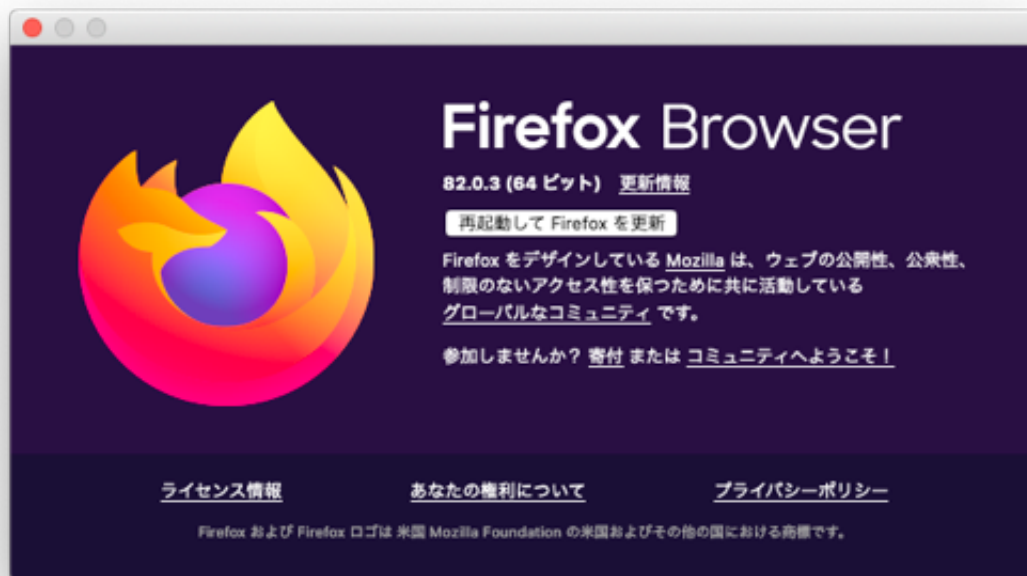 Firefox Browser
82.0.3 (64 ビット) 更新情報
再起動して Firefox を更新
Firefox をデザインしている Mozilla は、ウェブの公開性、公衆性、
制限のないアクセス性を保つために共に活動している
グローバルなコミュニティ です。
参加しませんか? 寄付 または コミュニティへようこそ!
ライセンス情報 あなたの権利について プライバシーポリシー
Firefox および Firefox ロゴは 米国 Mozilla Foundation の米国およびその他の国における商標です。